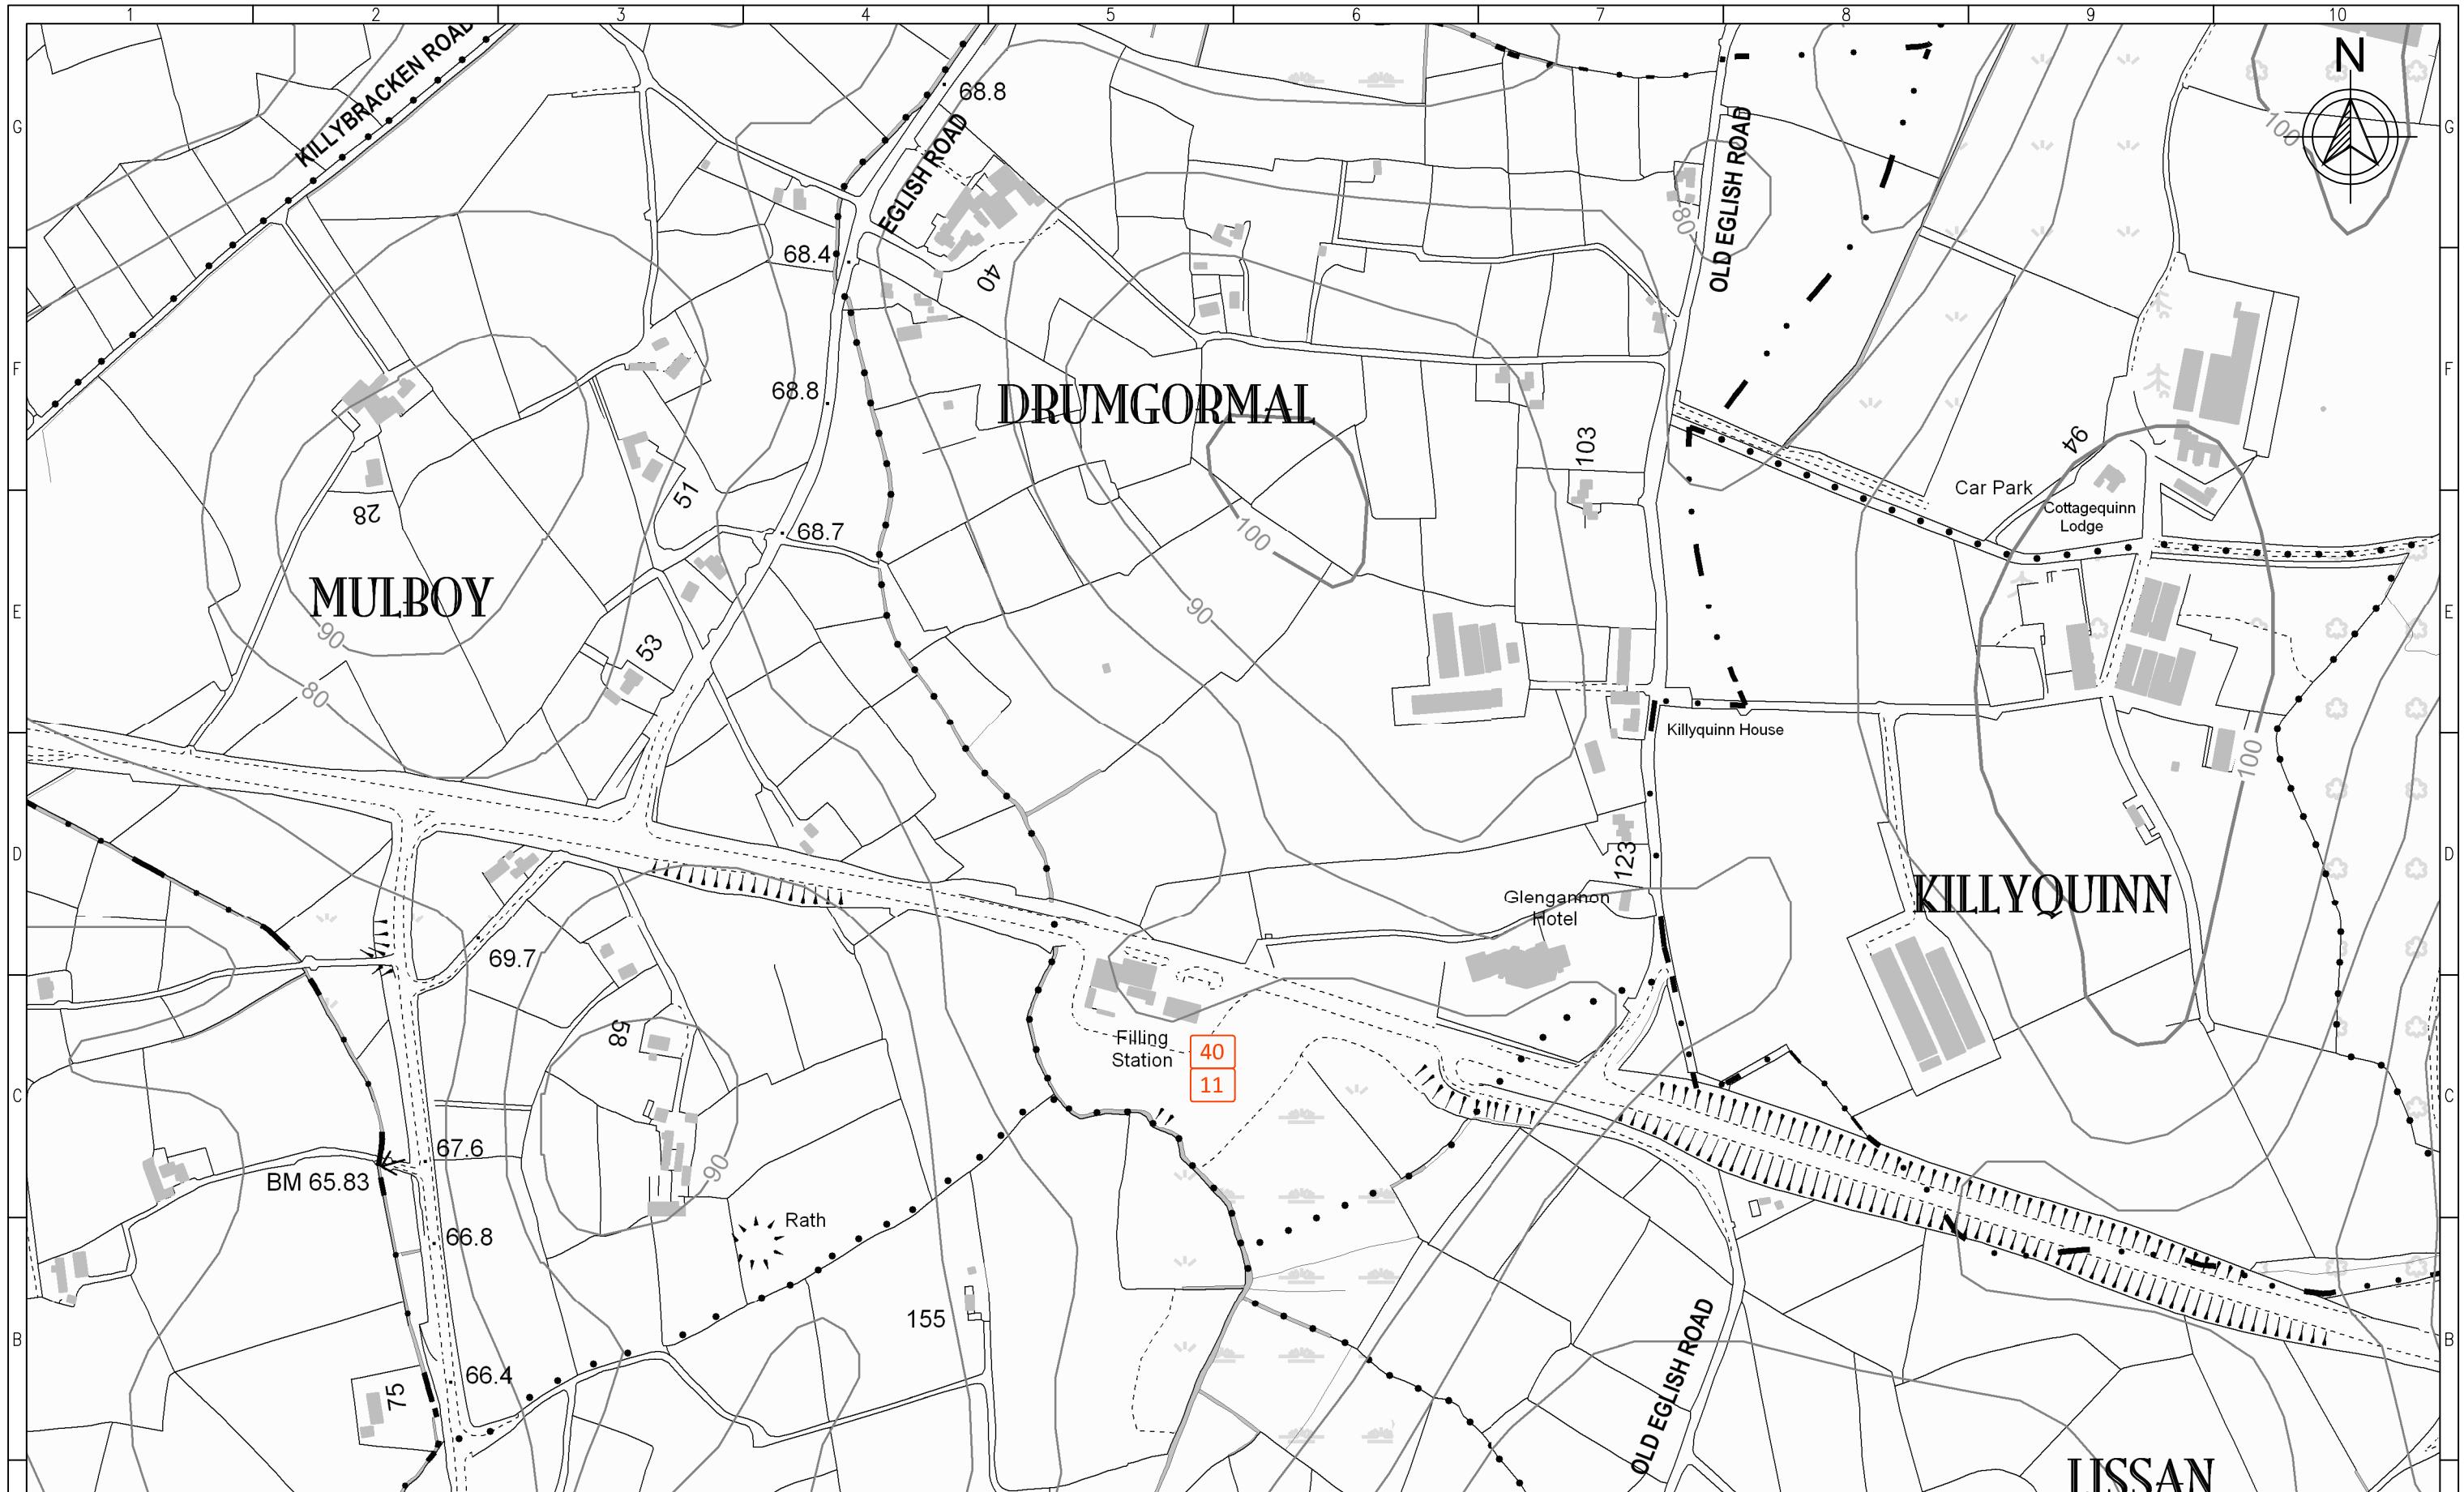 1 2 3 4 5 6 7 8 9 10
KILLYBRACKEN ROAD
N
68.8
G
G
100
EGLISH ROAD
OLD EGLISH ROAD
80
68.4
40
F
F
68.8
DRUMGORMAL
103
94
Car Park
51
28
Cottagequinn
Lodge
68.7
100
MULBOY
90
90
E
E
53
80
Killyquinn House
100
D
D
123
KILLYQUINN
Glengannon
Hotel
69.7
58
Filling
Station
40
11
C
C
67.6
90
BM 65.83
Rath
66.8
155
B
B
OLD EGLISH ROAD
66.4
75
LISSAN